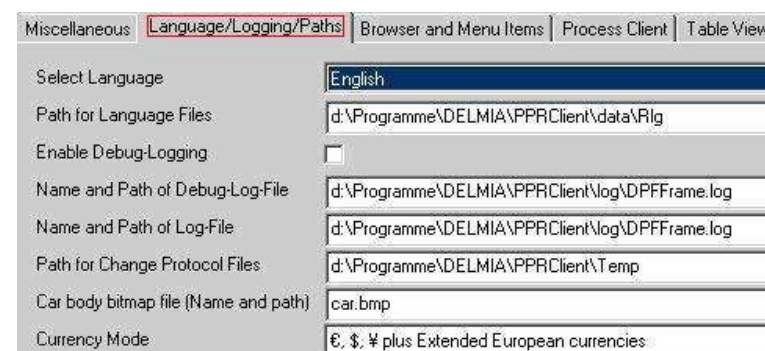 Miscellaneous Language/Logging/Paths Browser and Menu Items Process Client Table View
Select Language English
Path for Language Files d:\Programme\DELMIA\PPRClient\data\Rlg
Enable Debug-Logging
Name and Path of Debug-Log-File d:\Programme\DELMIA\PPRClient\log\DPFFrame.log
Name and Path of Log-File d:\Programme\DELMIA\PPRClient\log\DPFFrame.log
Path for Change Protocol Files d:\Programme\DELMIA\PPRClient\Temp
Car body bitmap file (Name and path) car.bmp
Currency Mode €, $, ¥ plus Extended European currencies